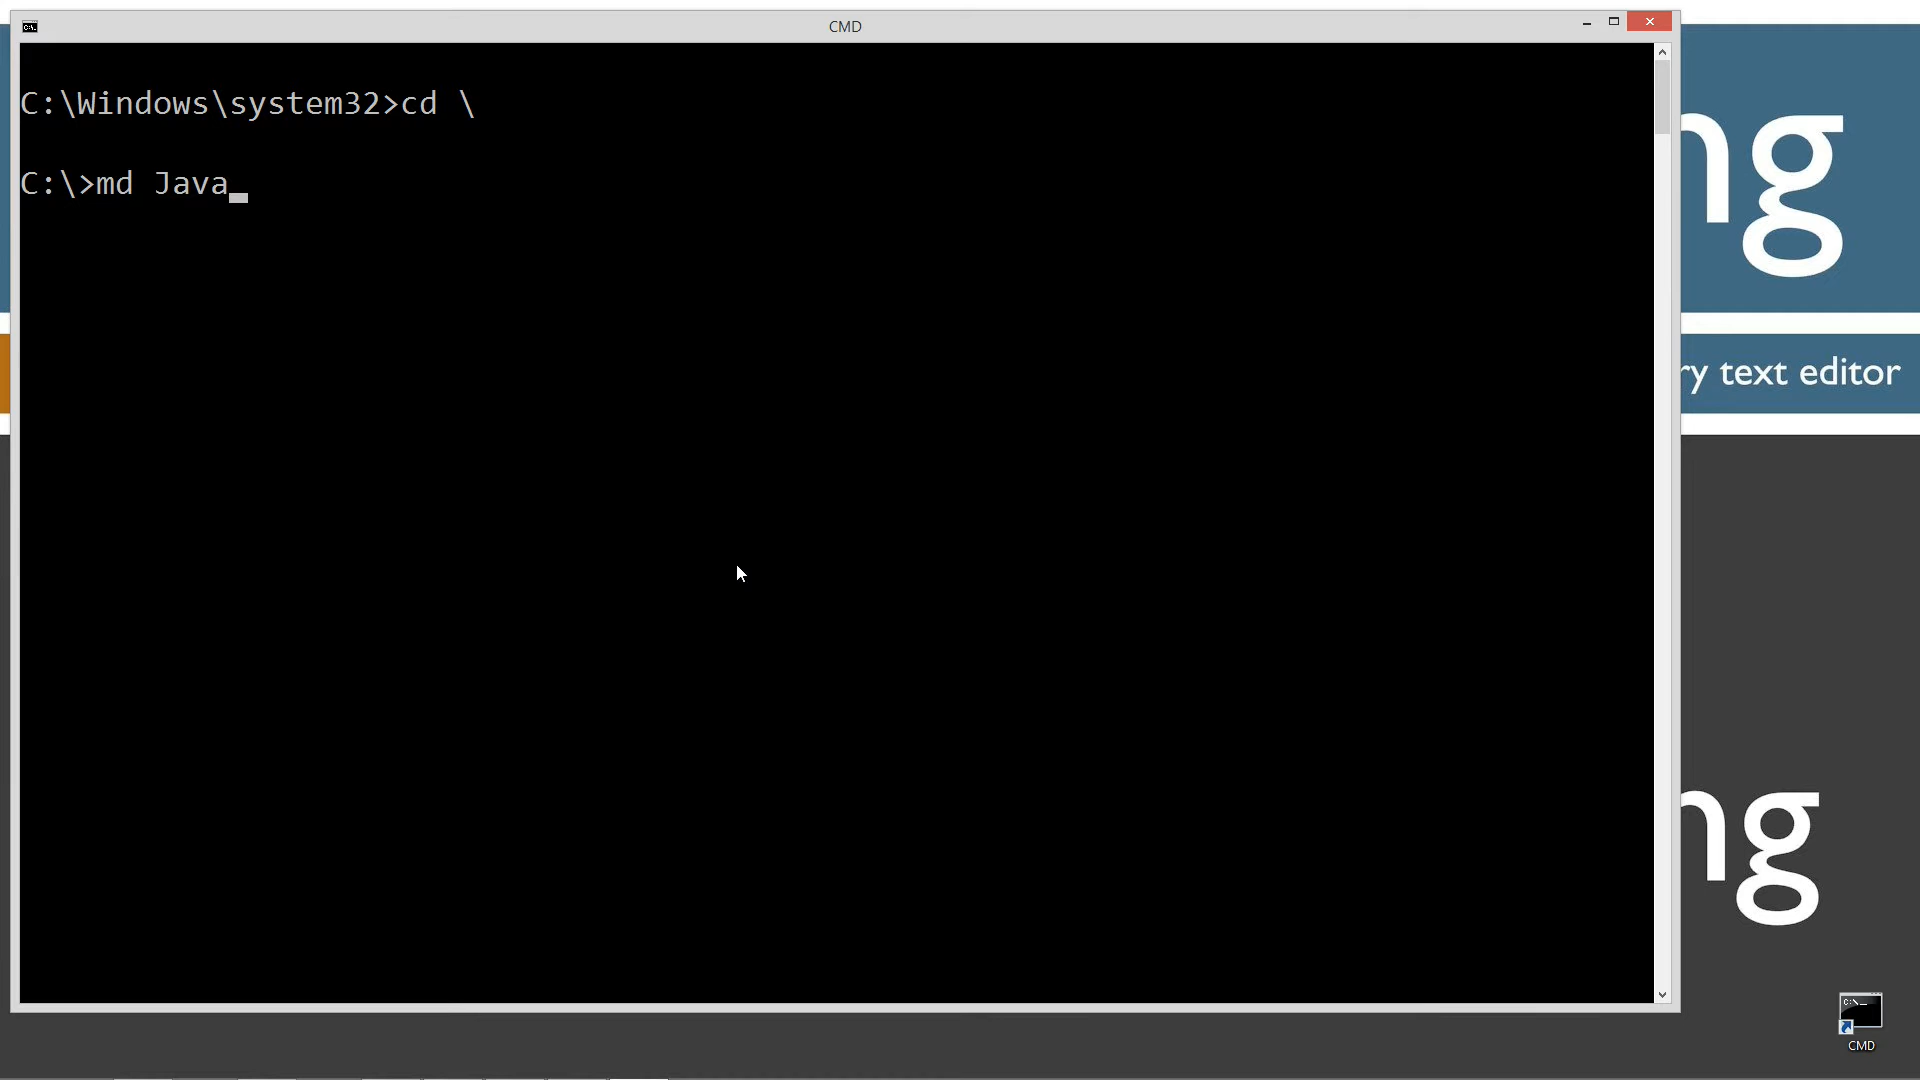 CMD
C:\Windows\system32>cd \
C:\>md Java
ng
ry text editor
ng
CMD